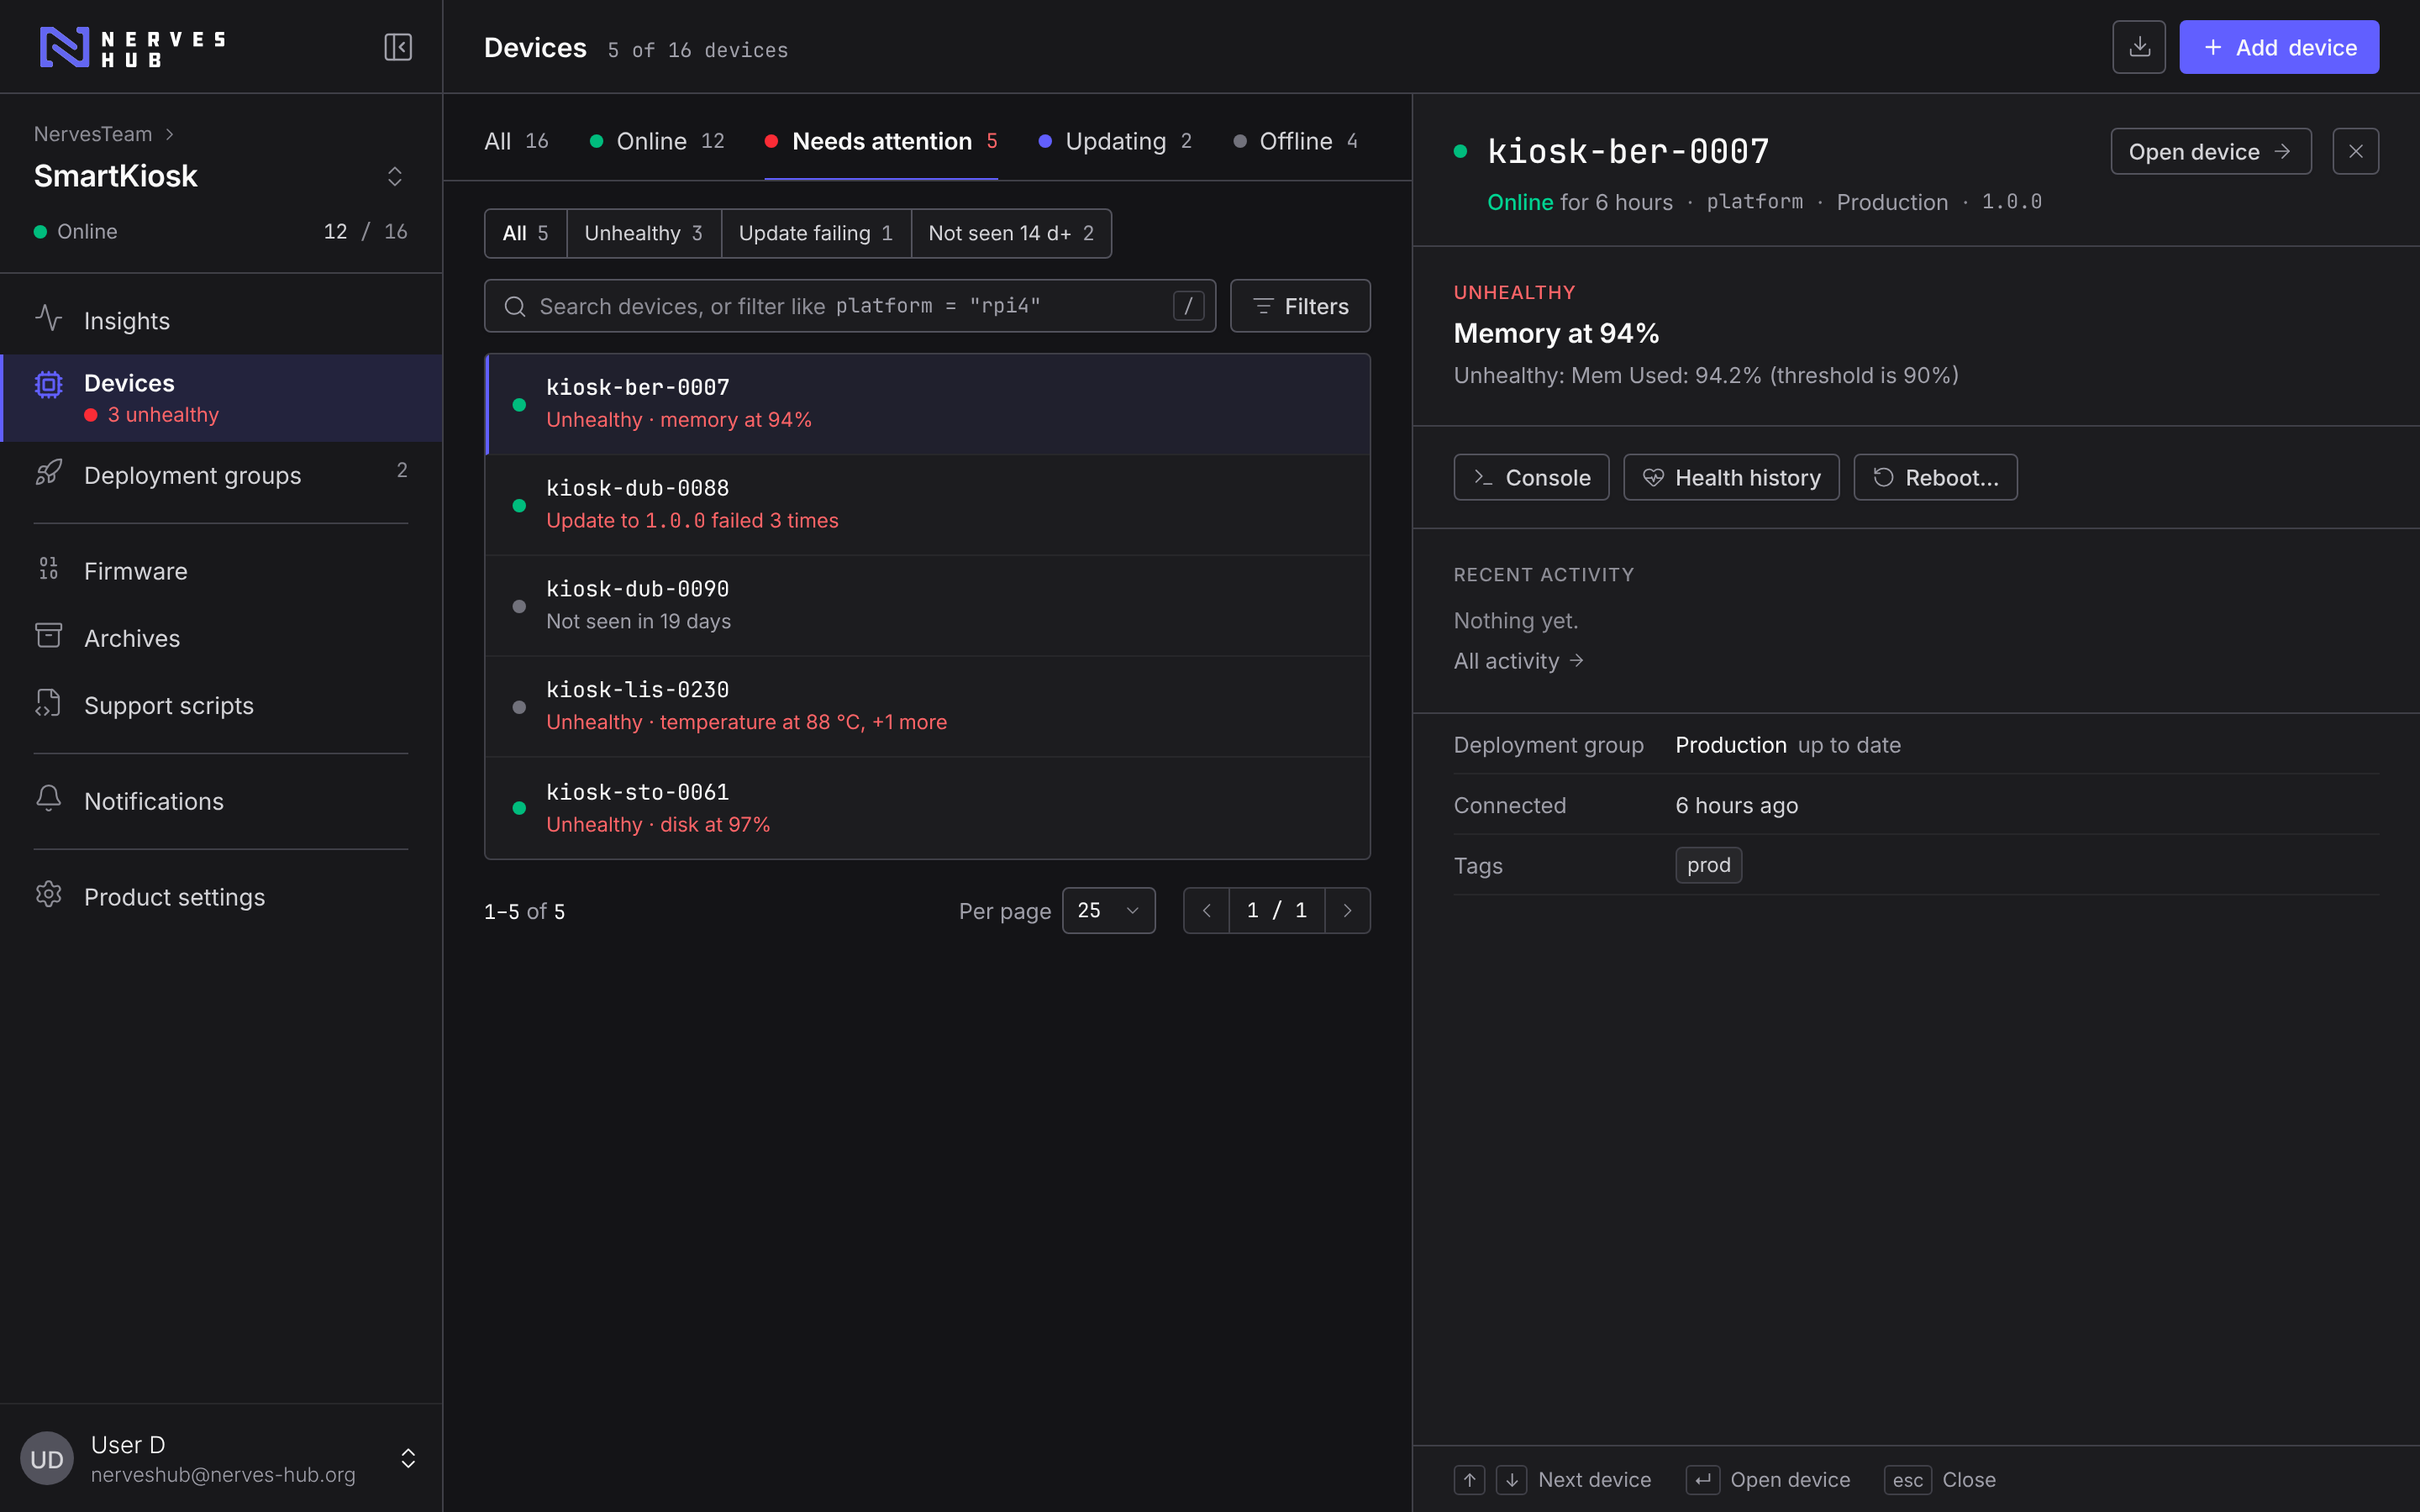 NERVES
HUB
Devices 5 of 16 devices
Add device
NervesTeam
SmartKiosk
Online 12 / 16
Insights
Devices
3 unhealthy
Deployment groups 2
Firmware
Archives
Support scripts
Notifications
Product settings
User D
UD
nerveshub@nerves-hub.org
All 16 Online 12 Needs attention 5 Updating 2 Offline 4
All 5 Unhealthy 3 Update failing 1 Not seen 14 d+ 2
Search devices, or filter like platform = "rpi4" /
Filters
kiosk-ber-0007
Unhealthy · memory at 94%
kiosk-dub-0088
Update to 1.0.0 failed 3 times
kiosk-dub-0090
Not seen in 19 days
kiosk-lis-0230
Unhealthy · temperature at 88 °C, +1 more
kiosk-sto-0061
Unhealthy · disk at 97%
1–5 of 5 Per page 25 1 / 1
kiosk-ber-0007
Open device
Online for 6 hours · platform · Production · 1.0.0
UNHEALTHY
Memory at 94%
Unhealthy: Mem Used: 94.2% (threshold is 90%)
Console Health history Reboot...
RECENT ACTIVITY
Nothing yet.
All activity
Deployment group Production up to date
Connected 6 hours ago
Tags prod
Next device Open device esc Close